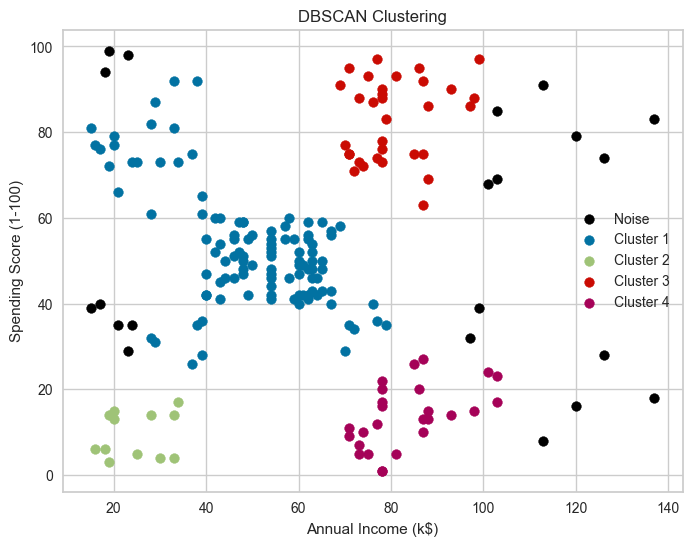 DBSCAN Clustering
100
80
60
40
20
0
Spending Score (1-100)
Noise
Cluster 1
Cluster 2
Cluster 3
Cluster 4
20 40 60 80 100 120 140
Annual Income (k$)